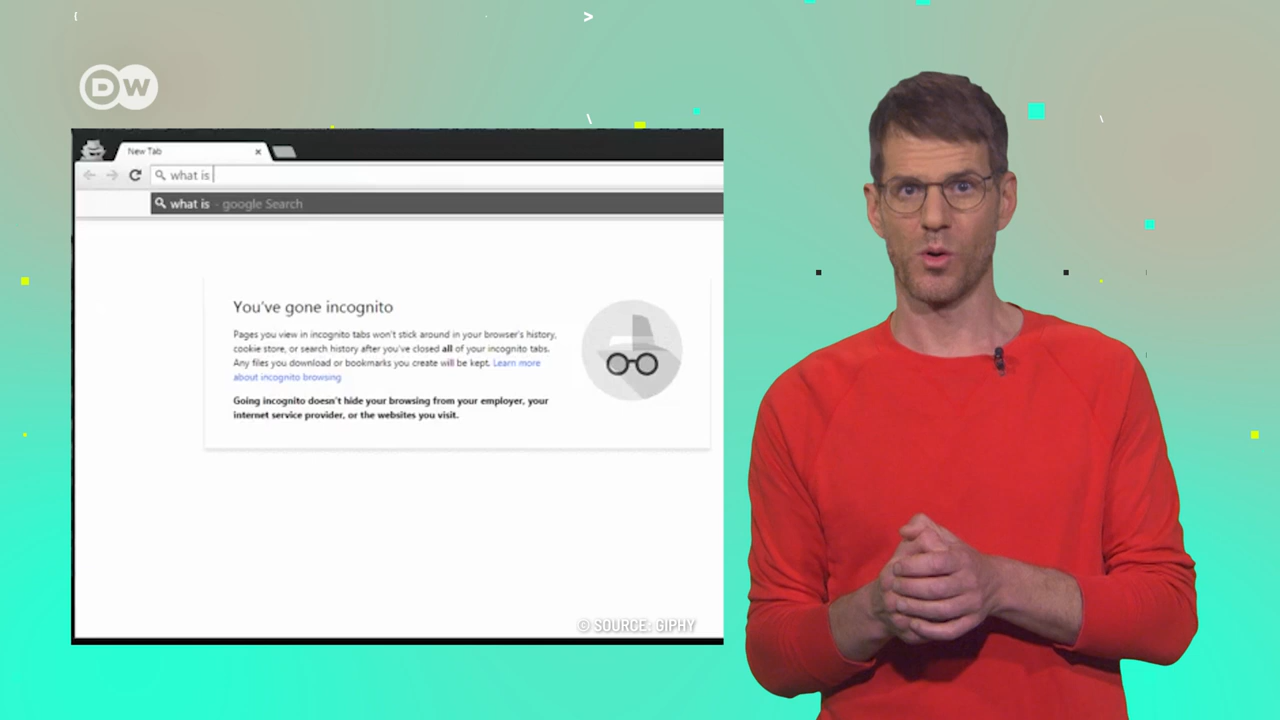 DW
New Tab
what is
what is - google Search
You've gone incognito
Pages you view in incognito tabs won't stick around in your browser's history,
cookie store, or search history after you've closed all of your incognito tabs.
Any files you download or bookmarks you create will be kept. Learn more
about incognito browsing
Going incognito doesn't hide your browsing from your employer, your
internet service provider, or the websites you visit.
© SOURCE: GIPHY